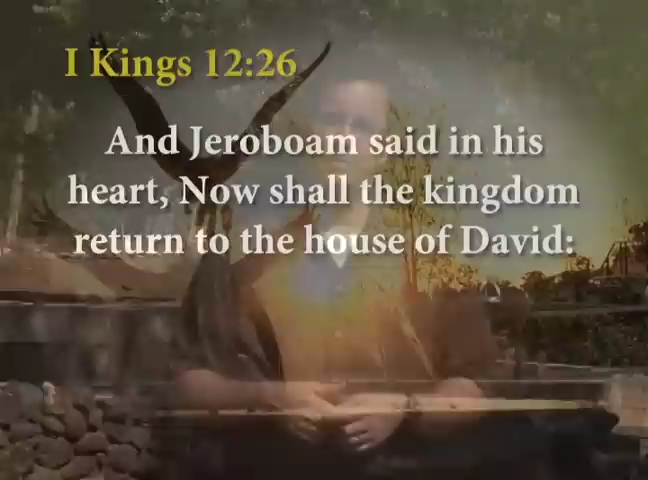 I Kings 12:26
And Jeroboam said in his
heart, Now shall the kingdom
return to the house of David: